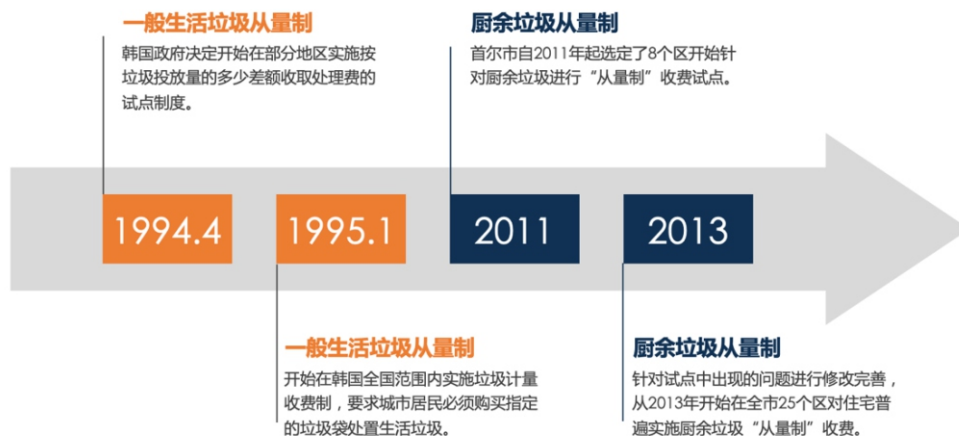 一般生活垃圾从量制
韩国政府决定开始在部分地区实施按
垃圾投放量的多少差额收取处理费的
试点制度。
厨余垃圾从量制
首尔市自2011年起选定了8个区开始针
对厨余垃圾进行“从量制”收费试点。
1994.4
1995.1
2011
2013
一般生活垃圾从量制
开始在韩国全国范围内实施垃圾计量
收费制，要求城市居民必须购买指定
的垃圾袋处置生活垃圾。
厨余垃圾从量制
针对试点中出现的问题进行修改完善，
从2013年开始在全市25个区对住宅普
遍实施厨余垃圾“从量制”收费。